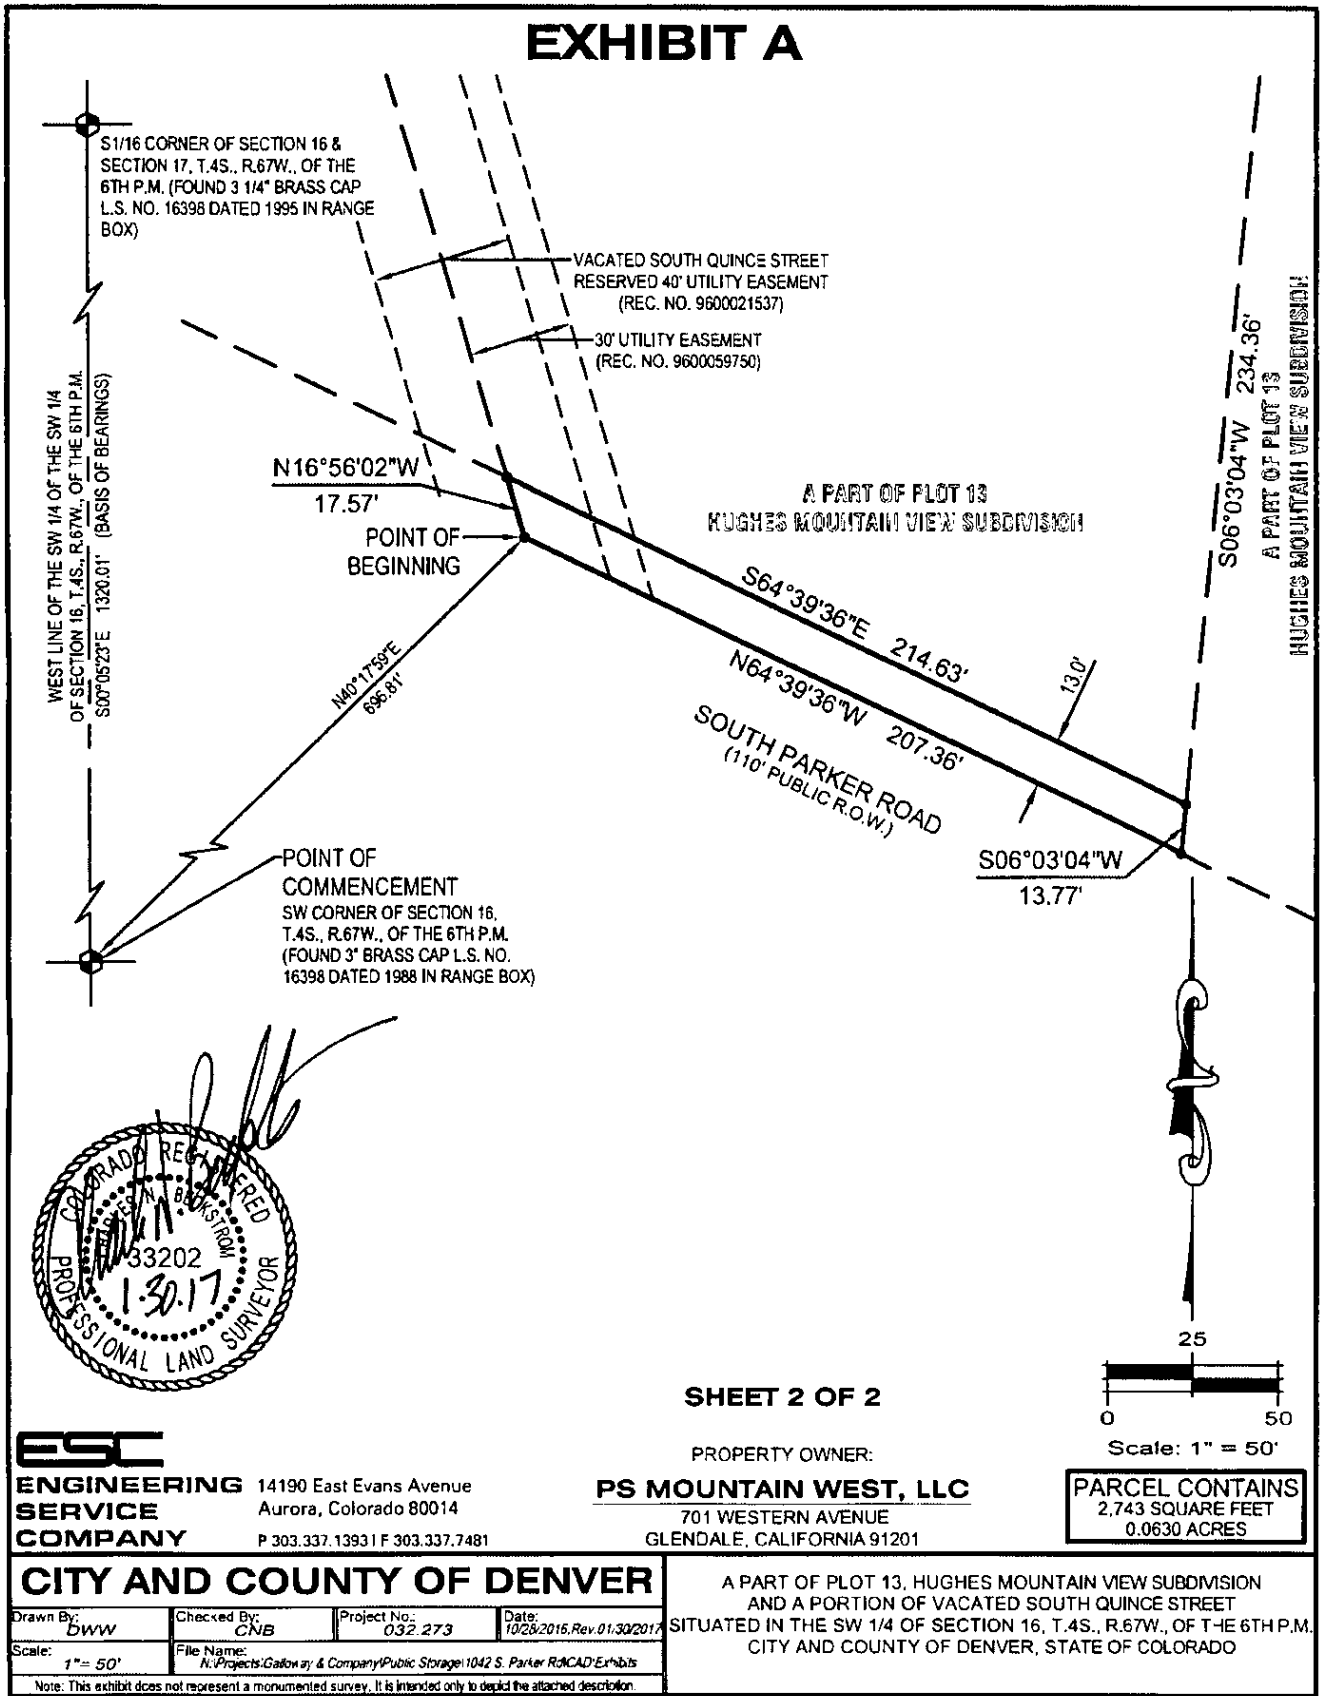 EXHIBIT A
S1/16 CORNER OF SECTION 16 &
SECTION 17, T.4S., R.67W., OF THE
6TH P.M. (FOUND 3 1/4" BRASS CAP
L.S. NO. 16398 DATED 1995 IN RANGE
BOX)
VACATED SOUTH QUINCE STREET
RESERVED 40' UTILITY EASEMENT
(REC. NO. 9600021537)
30' UTILITY EASEMENT
(REC. NO. 9600059750)
WEST LINE OF THE SW 1/4 OF THE SW 1/4
OF SECTION 16, T.4S., R.67W., OF THE 6TH P.M.
S00°05'23"E 1320.01' (BASIS OF BEARINGS)
N16°56'02"W
17.57'
POINT OF
BEGINNING
A PART OF PLOT 13
HUGHES MOUNTAIN VIEW SUBDIVISION
S06°03'04"W 234.36'
A PART OF PLOT 13
HUGHES MOUNTAIN VIEW SUBDIVISION
S64°39'36"E 214.63'
N64°39'36"W 207.36'
13.0'
SOUTH PARKER ROAD
(110' PUBLIC R.O.W.)
N40°17'59"E
696.81'
S06°03'04"W
13.77'
POINT OF
COMMENCEMENT
SW CORNER OF SECTION 16,
T.4S., R.67W., OF THE 6TH P.M.
(FOUND 3" BRASS CAP L.S. NO.
16398 DATED 1988 IN RANGE BOX)
COLORADO REGISTERED
CHARLES N. BECKSTROM
33202
1.30.17
PROFESSIONAL LAND SURVEYOR
25
0 50
Scale: 1" = 50'
SHEET 2 OF 2
ESC
ENGINEERING
SERVICE
COMPANY
14190 East Evans Avenue
Aurora, Colorado 80014
P 303.337.1393 | F 303.337.7481
PROPERTY OWNER:
PS MOUNTAIN WEST, LLC
701 WESTERN AVENUE
GLENDALE, CALIFORNIA 91201
PARCEL CONTAINS
2,743 SQUARE FEET
0.0630 ACRES
CITY AND COUNTY OF DENVER
Drawn By: DWW
Checked By: CNB
Project No.: 032.273
Date: 10/28/2016, Rev. 01/30/2017
Scale: 1"= 50'
File Name: N:\Projects\Galloway & Company\Public Storage\1042 S. Parker Rd\CAD\Exhibits
Note: This exhibit does not represent a monumented survey. It is intended only to depict the attached description.
A PART OF PLOT 13, HUGHES MOUNTAIN VIEW SUBDIVISION
AND A PORTION OF VACATED SOUTH QUINCE STREET
SITUATED IN THE SW 1/4 OF SECTION 16, T.4S., R.67W., OF THE 6TH P.M.
CITY AND COUNTY OF DENVER, STATE OF COLORADO